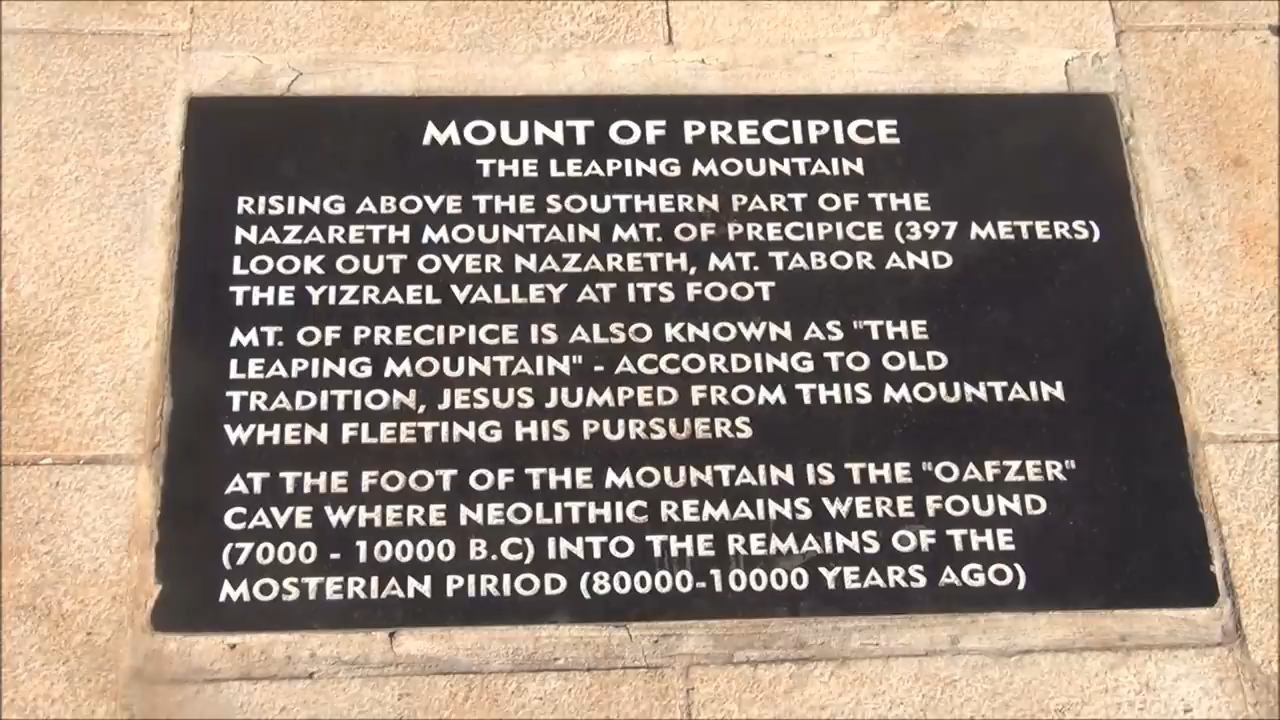 MOUNT OF PRECIPICE
THE LEAPING MOUNTAIN
RISING ABOVE THE SOUTHERN PART OF THE
NAZARETH MOUNTAIN MT. OF PRECIPICE (397 METERS)
LOOK OUT OVER NAZARETH, MT. TABOR AND
THE YIZRAEL VALLEY AT ITS FOOT
MT. OF PRECIPICE IS ALSO KNOWN AS "THE
LEAPING MOUNTAIN" - ACCORDING TO OLD
TRADITION, JESUS JUMPED FROM THIS MOUNTAIN
WHEN FLEETING HIS PURSUERS
AT THE FOOT OF THE MOUNTAIN IS THE "OAFZER"
CAVE WHERE NEOLITHIC REMAINS WERE FOUND
(7000 - 10000 B.C) INTO THE REMAINS OF THE
MOSTERIAN PIRIOD (80000-10000 YEARS AGO)